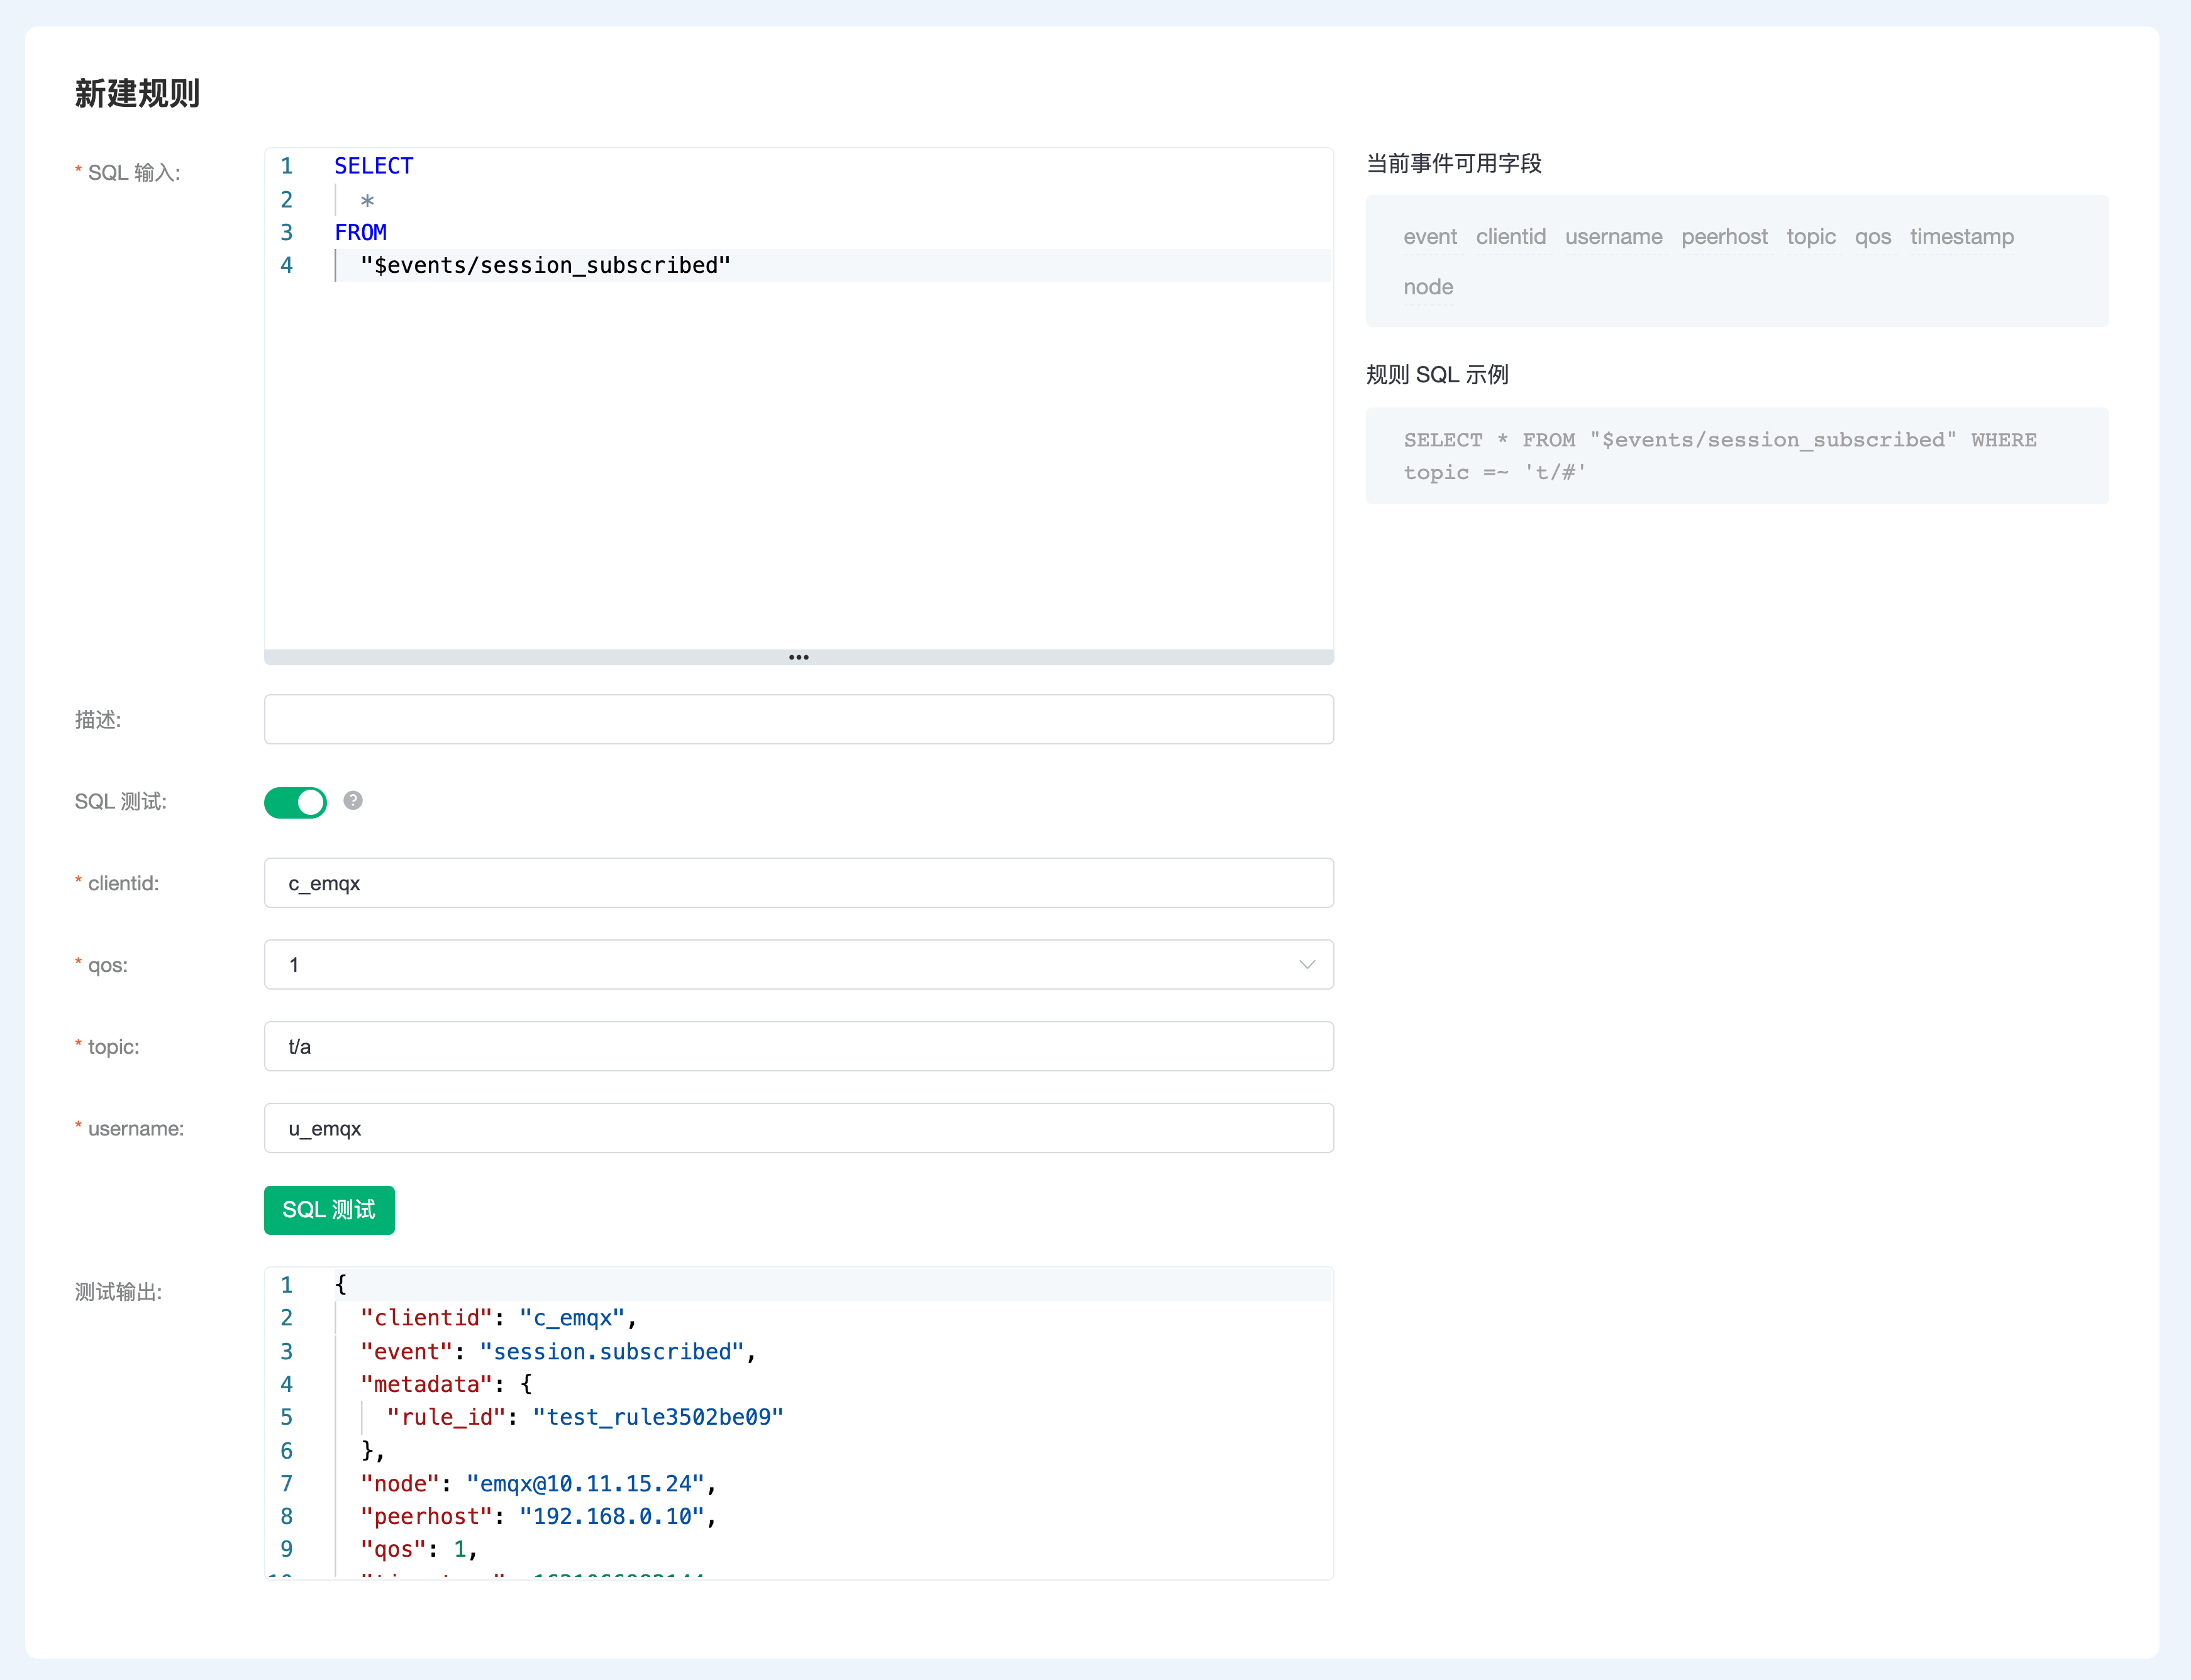 新建规则
* SQL 输入:
1 SELECT
2 *
3 FROM
4 "$events/session_subscribed"
当前事件可用字段
event clientid username peerhost topic qos timestamp
node
规则 SQL 示例
SELECT * FROM "$events/session_subscribed" WHERE
topic =~ 't/#'
描述:
SQL 测试:
* clientid:
c_emqx
* qos:
1
* topic:
t/a
* username:
u_emqx
SQL 测试
测试输出:
1 {
2 "clientid": "c_emqx",
3 "event": "session.subscribed",
4 "metadata": {
5 "rule_id": "test_rule3502be09"
6 },
7 "node": "emqx@10.11.15.24",
8 "peerhost": "192.168.0.10",
9 "qos": 1,